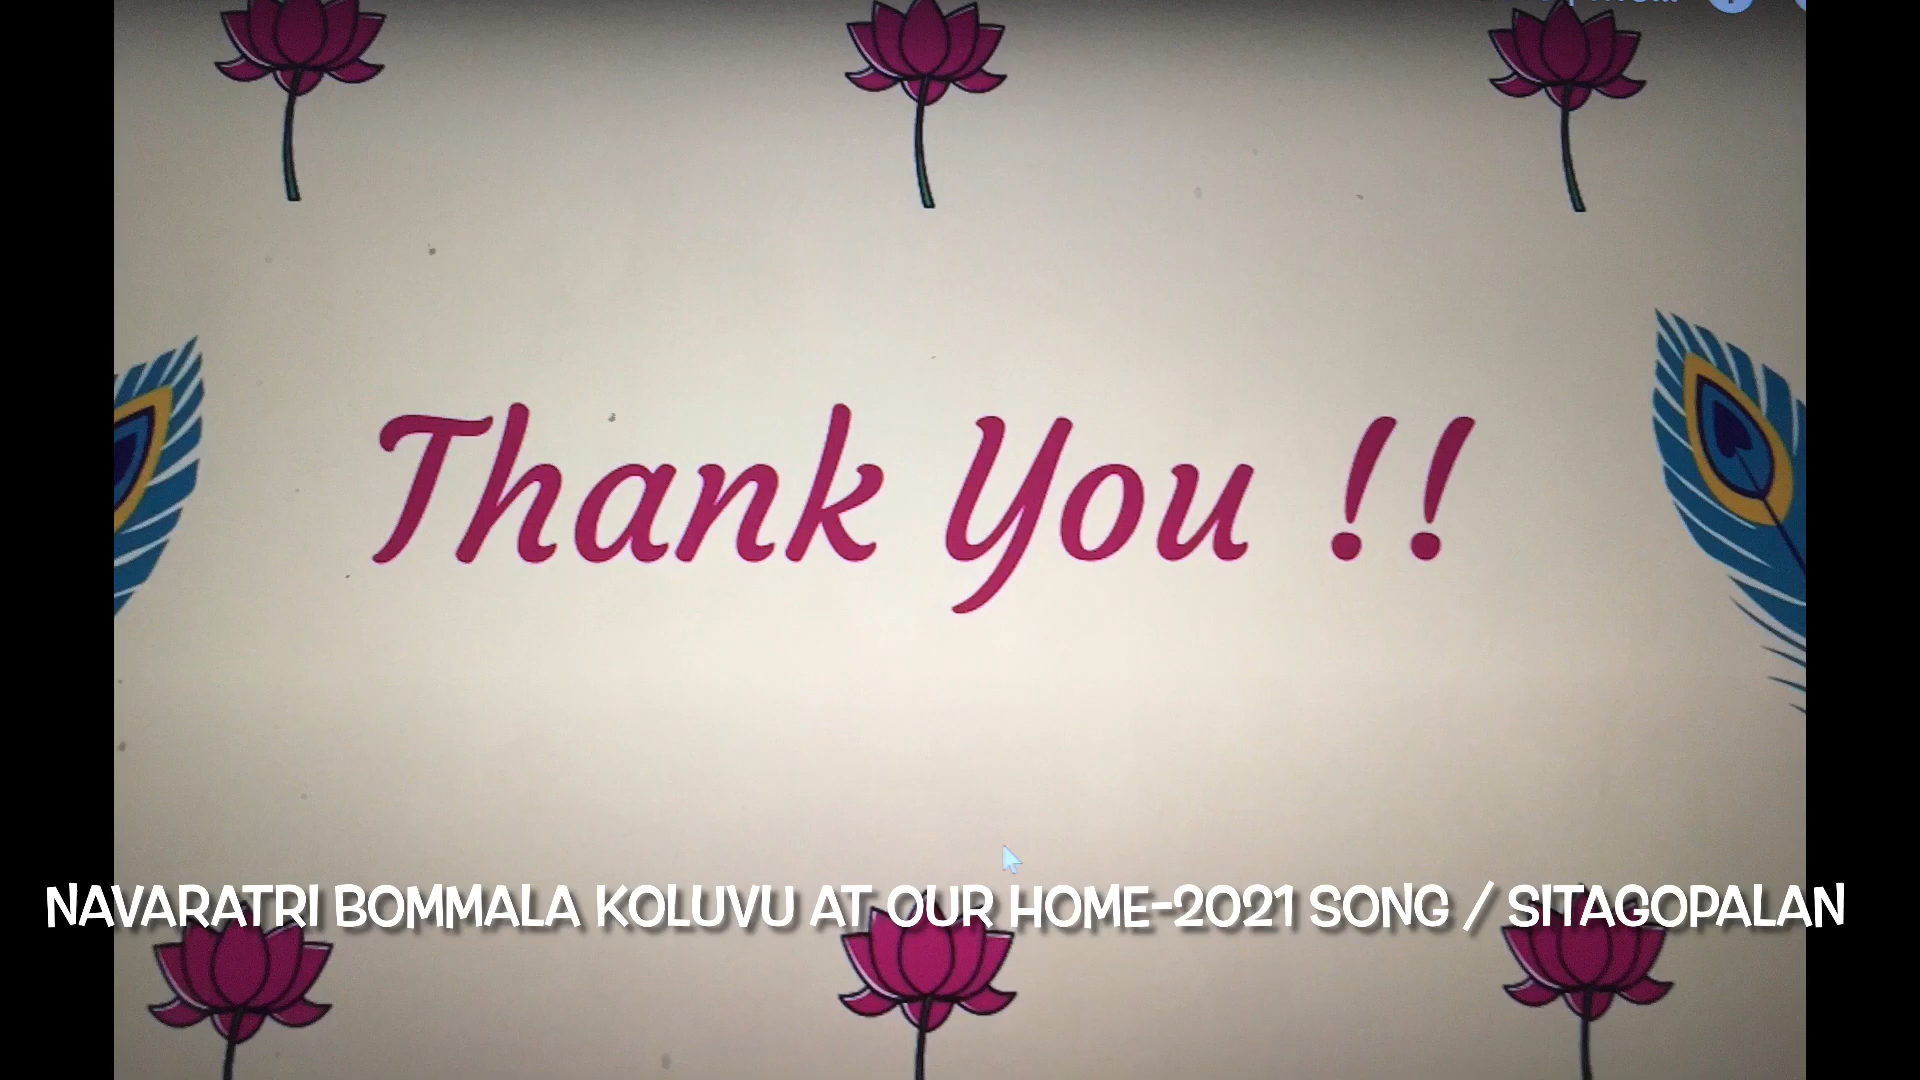 Thank You !!
NAVARATRI BOMMALA KOLUVU AT OUR HOME-2021 SONG / SITAGOPALAN